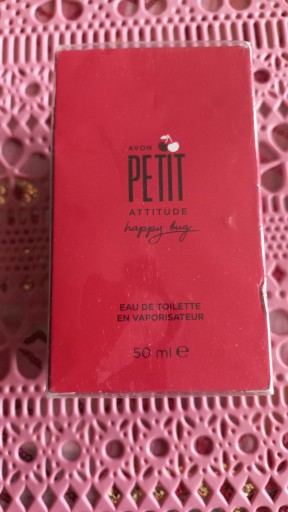 AVON
PETIT
ATTITUDE
happy bug
EAU DE TOILETTE
EN VAPORISATEUR
50 ml e